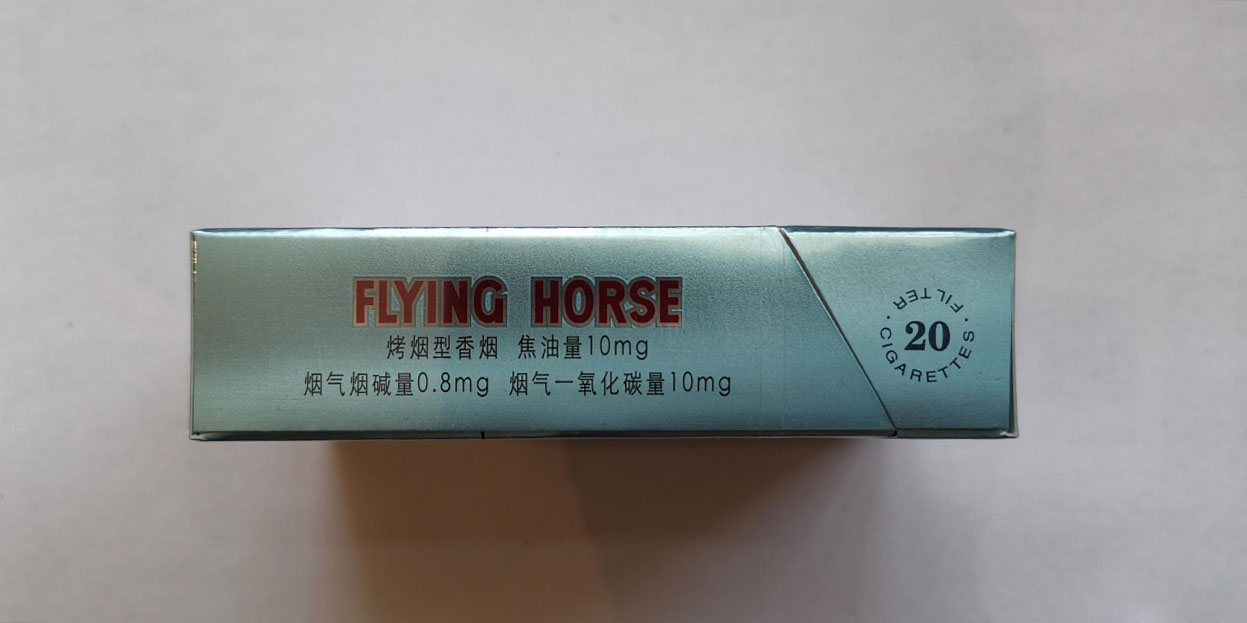 FLYING HORSE
烤烟型香烟 焦油量10mg
烟气烟碱量0.8mg 烟气一氧化碳量10mg
· FILTER ·
20
CIGARETTES